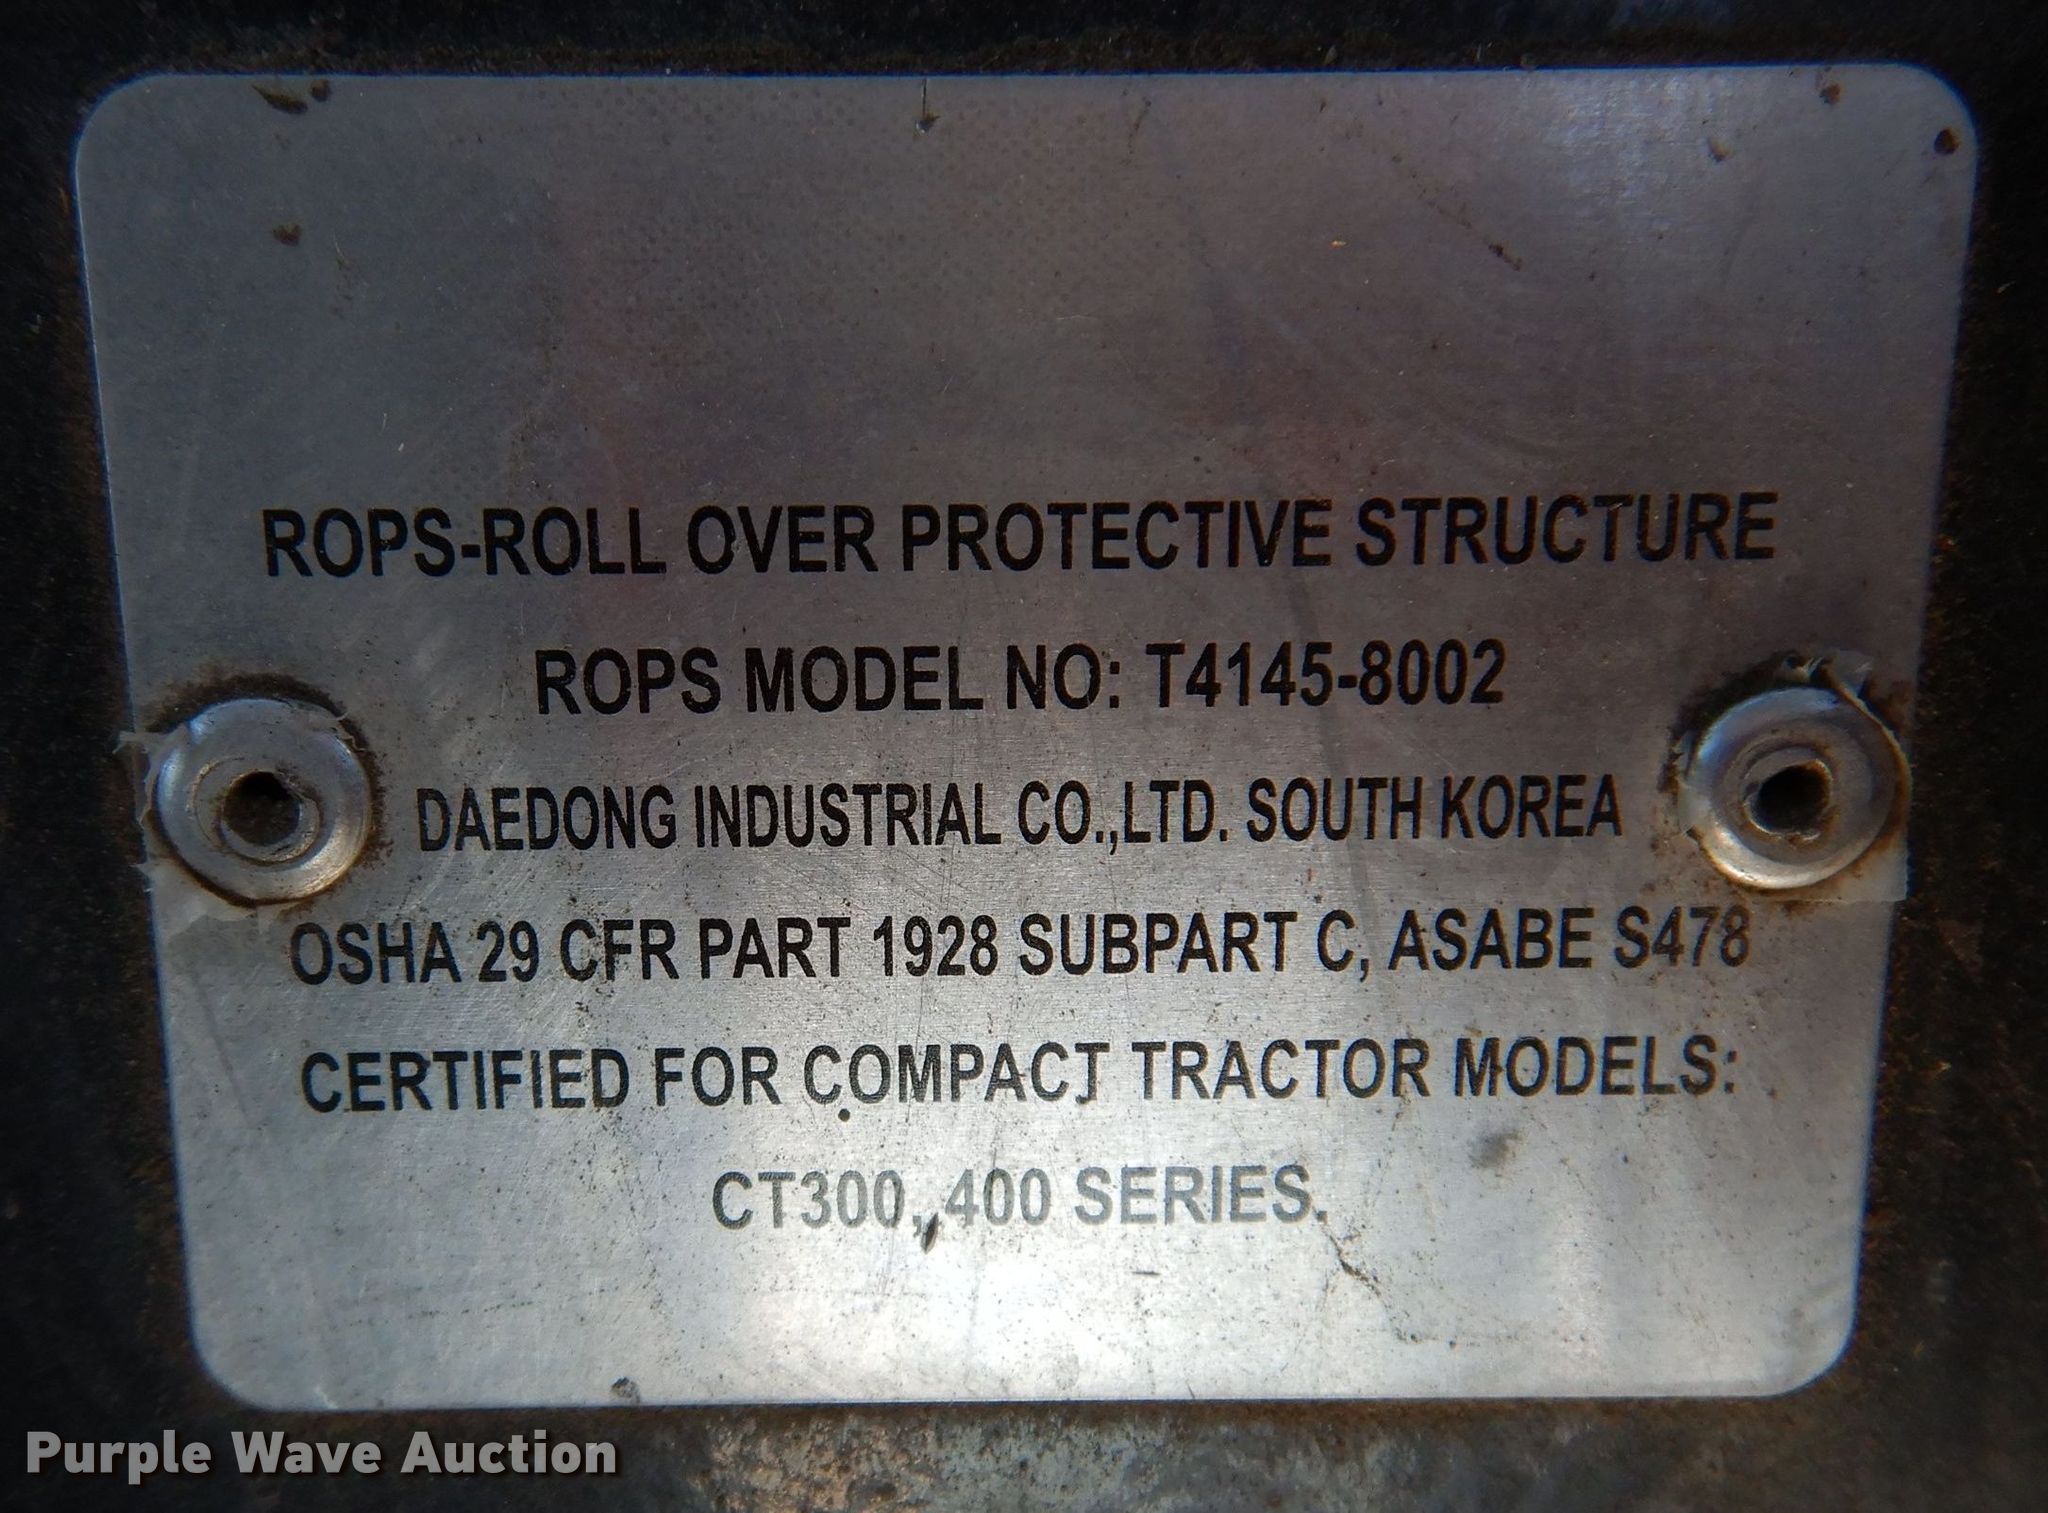 ROPS-ROLL OVER PROTECTIVE STRUCTURE
ROPS MODEL NO: T4145-8002
DAEDONG INDUSTRIAL CO.,LTD. SOUTH KOREA
OSHA 29 CFR PART 1928 SUBPART C, ASABE S478
CERTIFIED FOR COMPACT TRACTOR MODELS:
CT300, 400 SERIES.
Purple Wave Auction